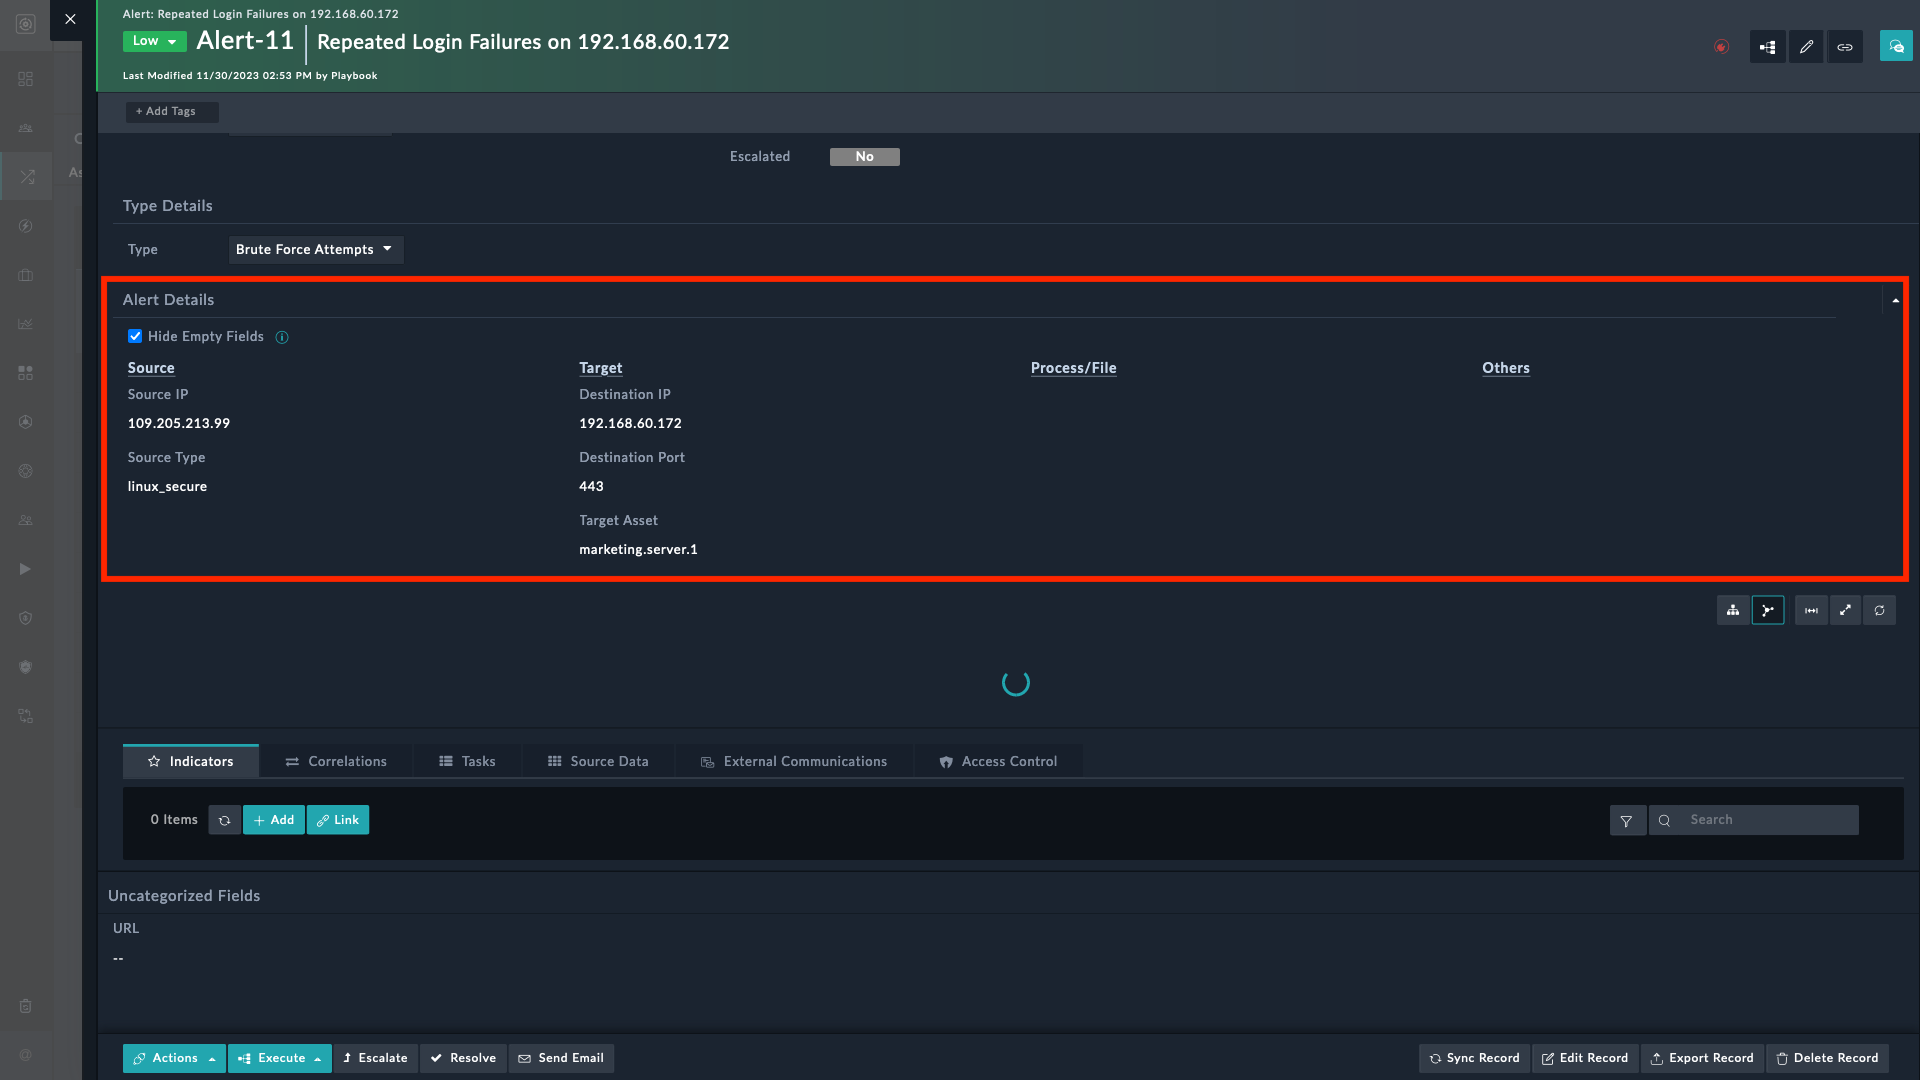 Alert: Repeated Login Failures on 192.168.60.172
Low Alert-11 Repeated Login Failures on 192.168.60.172
Last Modified 11/30/2023 02:53 PM by Playbook
+ Add Tags
Escalated No
Type Details
Type Brute Force Attempts
Alert Details
Hide Empty Fields
Source Target Process/File Others
Source IP Destination IP
109.205.213.99 192.168.60.172
Source Type Destination Port
linux_secure 443
Target Asset
marketing.server.1
Indicators Correlations Tasks Source Data External Communications Access Control
0 Items Add Link Search
Uncategorized Fields
URL
--
Actions Execute Escalate Resolve Send Email Sync Record Edit Record Export Record Delete Record